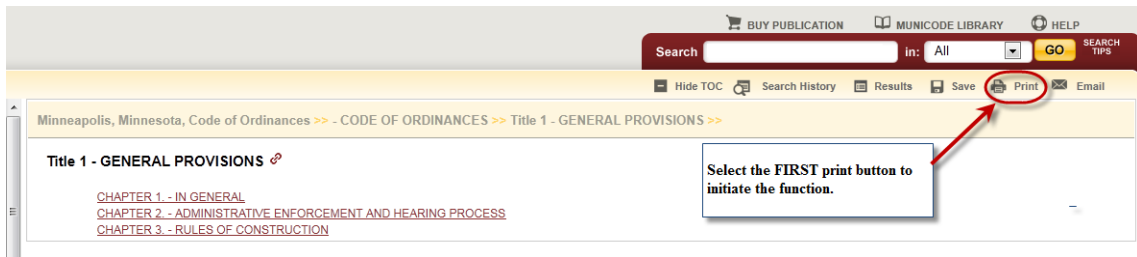 BUY PUBLICATION MUNICODE LIBRARY HELP
Search in: All GO SEARCH TIPS
Hide TOC Search History Results Save Print Email
Minneapolis, Minnesota, Code of Ordinances >> - CODE OF ORDINANCES >> Title 1 - GENERAL PROVISIONS >>
Title 1 - GENERAL PROVISIONS
Select the FIRST print button to
initiate the function.
CHAPTER 1. - IN GENERAL
CHAPTER 2. - ADMINISTRATIVE ENFORCEMENT AND HEARING PROCESS
CHAPTER 3. - RULES OF CONSTRUCTION